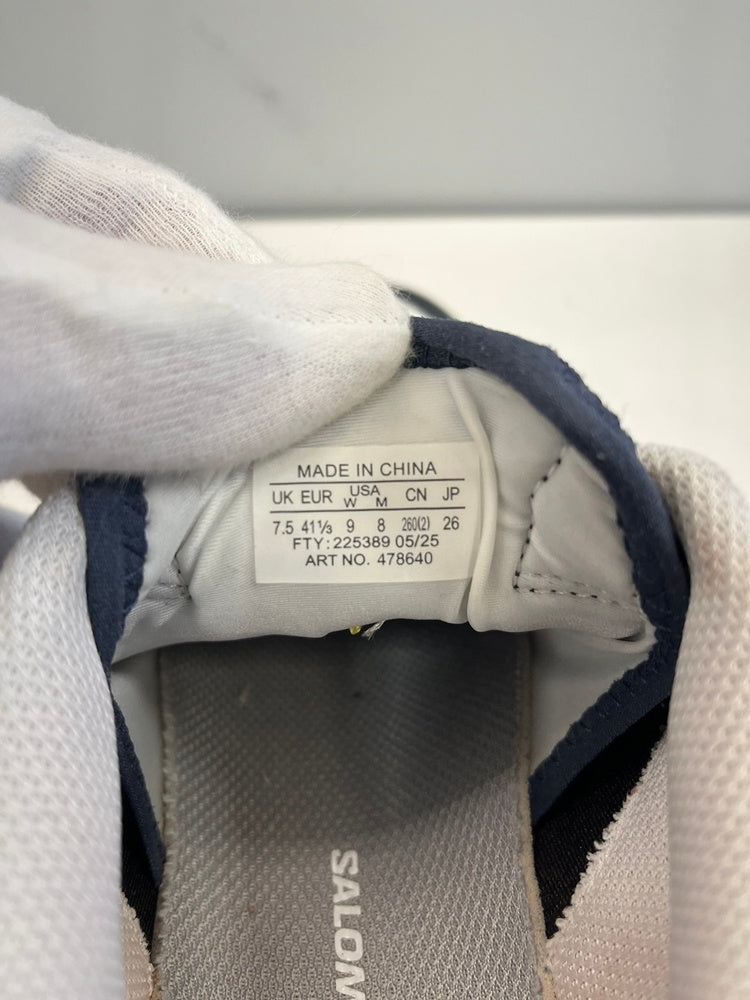 MADE IN CHINA
UK EUR USA W M CN JP
7.5 41⅓ 9 8 260(2) 26
FTY: 225389 05/25
ART NO. 478640
SALOM